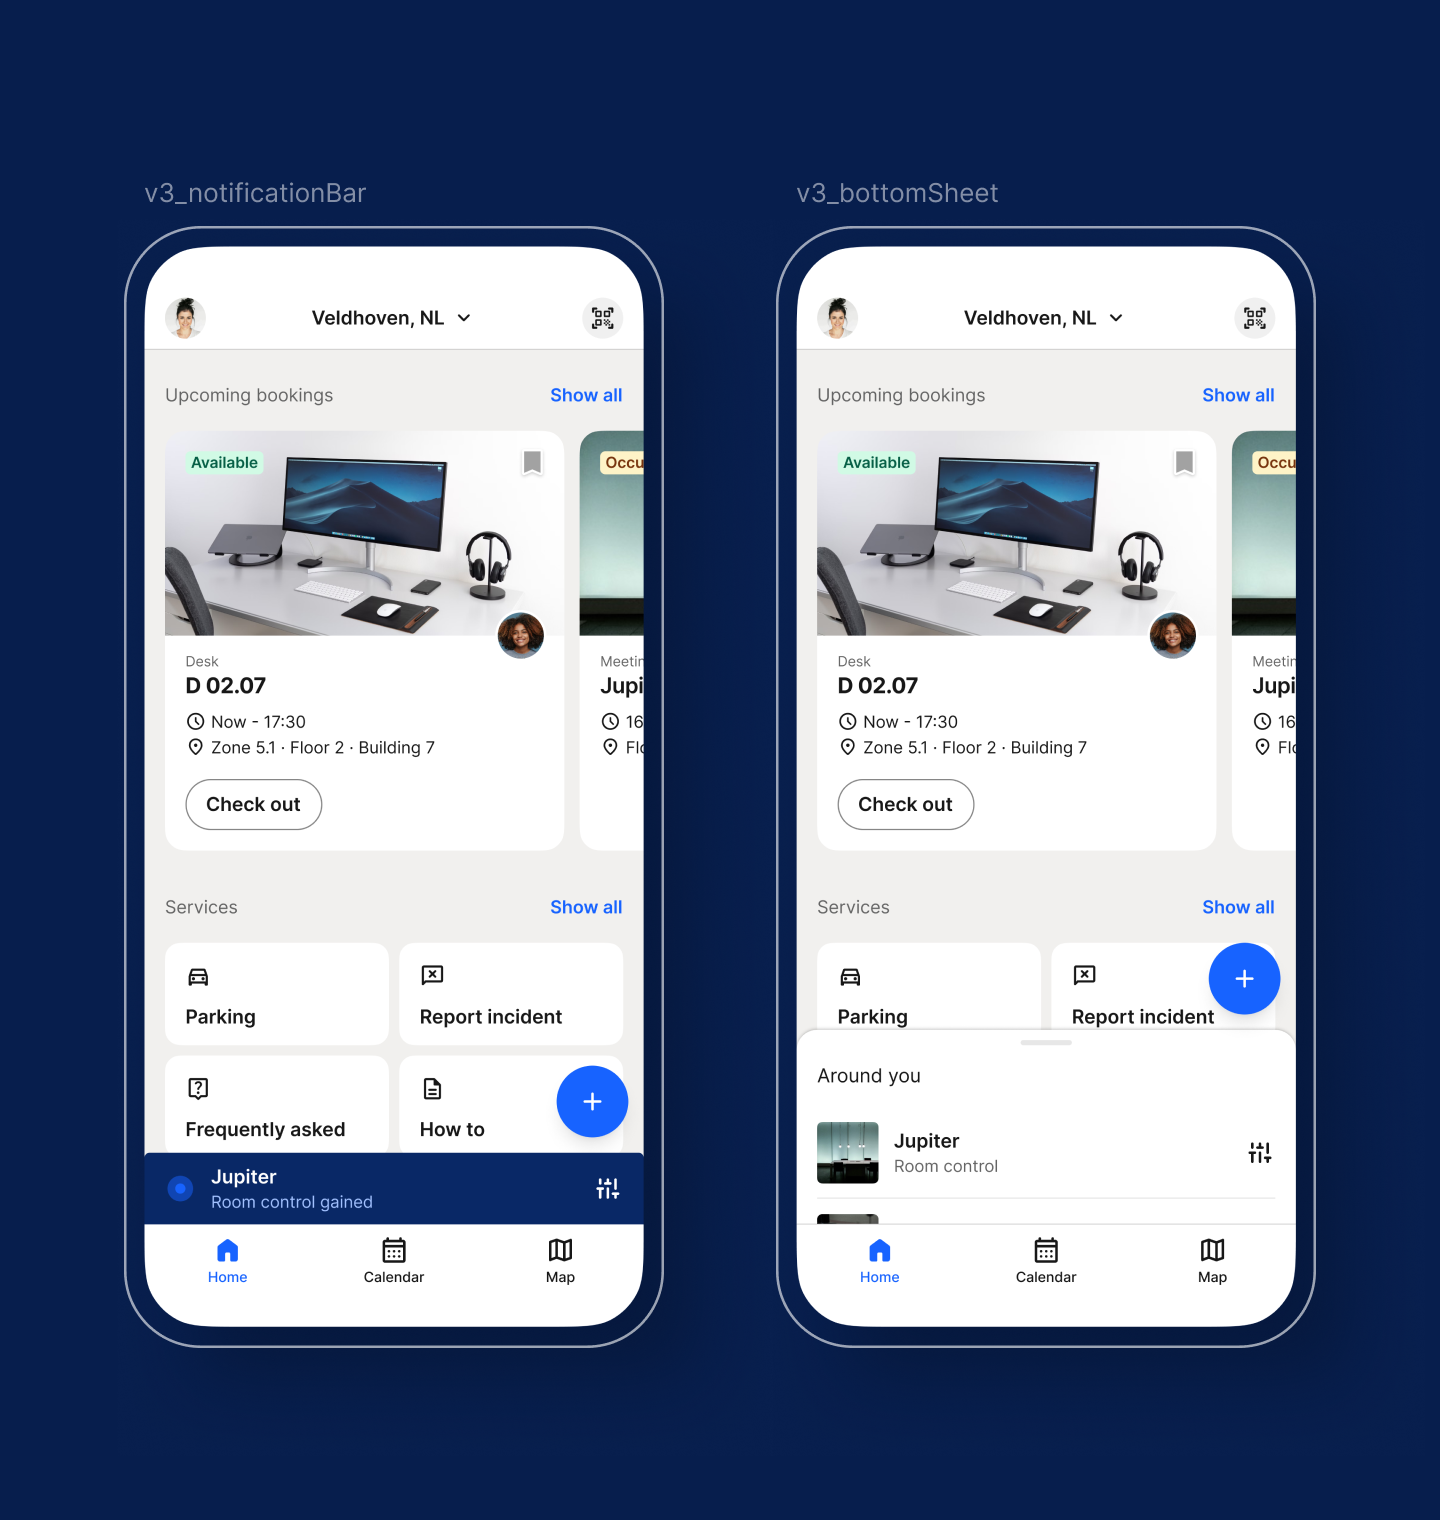 v3_notificationBar
Veldhoven, NL
Upcoming bookings
Show all
Available
Occu
Desk
D 02.07
Now - 17:30
Zone 5.1 · Floor 2 · Building 7
Check out
Meetin
Jupi
16
Flo
Services
Show all
Parking
Report incident
Frequently asked
How to
Jupiter
Room control gained
Home
Calendar
Map
v3_bottomSheet
Veldhoven, NL
Upcoming bookings
Show all
Available
Occu
Desk
D 02.07
Now - 17:30
Zone 5.1 · Floor 2 · Building 7
Check out
Meetin
Jupi
16
Flo
Services
Show all
Parking
Report incident
Around you
Jupiter
Room control
Home
Calendar
Map